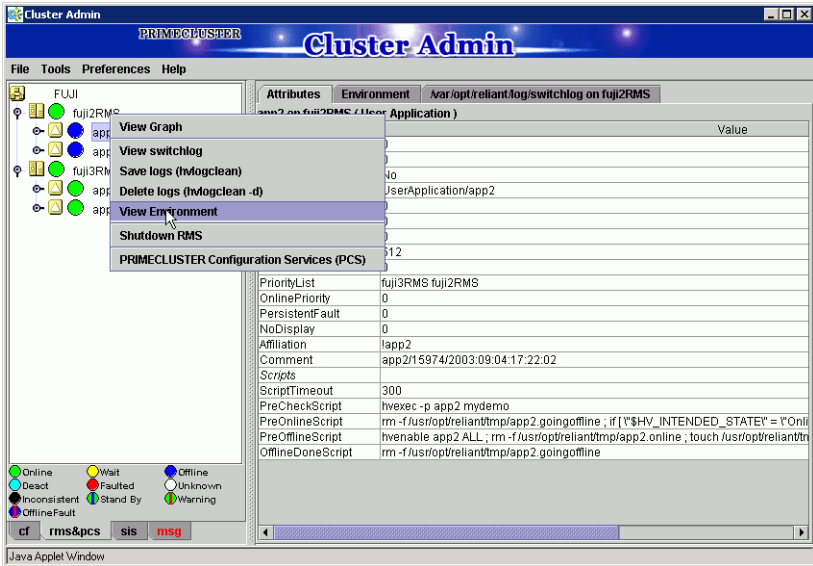 Cluster Admin
PRIMECLUSTER
Cluster Admin
File Tools Preferences Help
FUJI
fuji2RMS
app
app
fuji3RM
app
app
View Graph
View switchlog
Save logs (hvlogclean)
Delete logs (hvlogclean -d)
View Environment
Shutdown RMS
PRIMECLUSTER Configuration Services (PCS)
Attributes Environment /var/opt/reliant/log/switchlog on fuji2RMS
app2 on fuji2RMS ( User Application )
Value
0
0
No
UserApplication/app2
0
0
0
512
0
PriorityList fuji3RMS fuji2RMS
OnlinePriority 0
PersistentFault 0
NoDisplay 0
Affiliation !app2
Comment app2/15974/2003:09:04:17:22:02
Scripts
ScriptTimeout 300
PreCheckScript hvexec -p app2 mydemo
PreOnlineScript rm -f /usr/opt/reliant/tmp/app2.goingoffline ; if [ \"$HV_INTENDED_STATE\" = \"Onli
PreOfflineScript hvenable app2 ALL ; rm -f /usr/opt/reliant/tmp/app2.online ; touch /usr/opt/reliant/tn
OfflineDoneScript rm -f /usr/opt/reliant/tmp/app2.goingoffline
Online Wait Offline
Deact Faulted Unknown
Inconsistent Stand By Warning
OfflineFault
cf rms&pcs sis msg
Java Applet Window